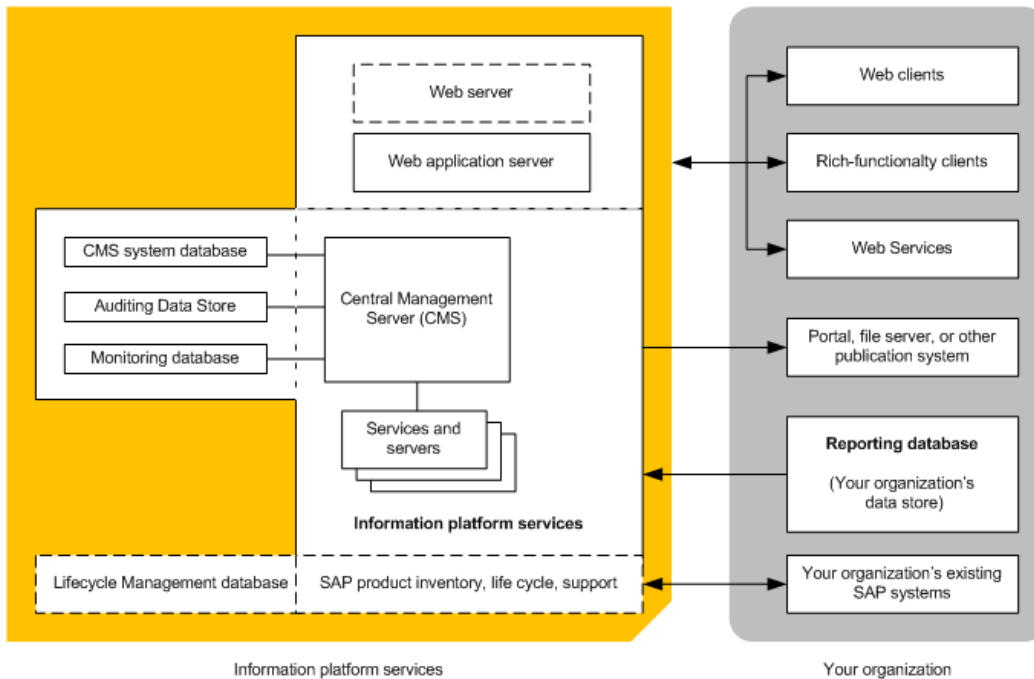 Web server
Web application server
CMS system database
Auditing Data Store
Monitoring database
Central Management
Server (CMS)
Services and
servers
Information platform services
Lifecycle Management database
SAP product inventory, life cycle, support
Information platform services
Web clients
Rich-functionalty clients
Web Services
Portal, file server, or other
publication system
Reporting database
(Your organization's
data store)
Your organization's existing
SAP systems
Your organization